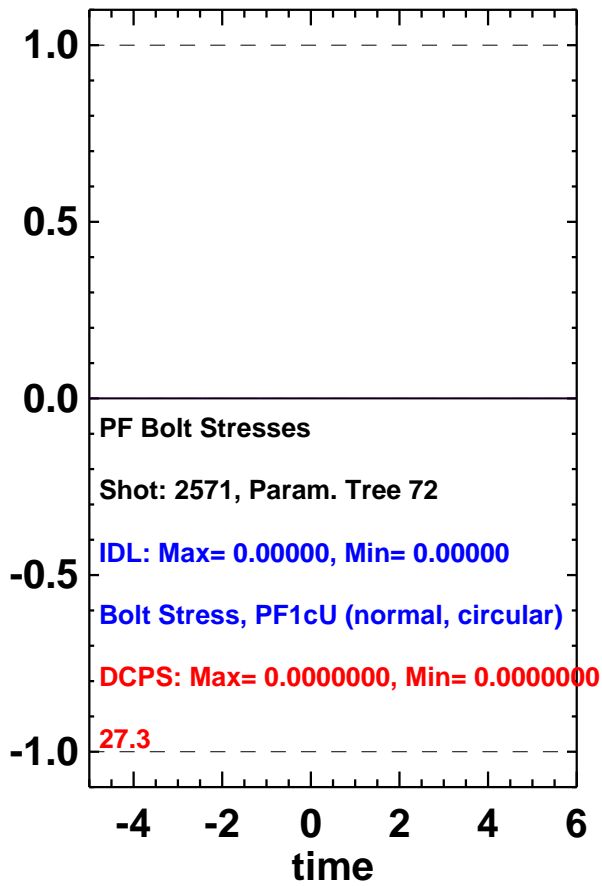 1.0
0.5
0.0
PF Bolt Stresses
Shot: 2571, Param. Tree 72
IDL: Max= 0.00000, Min= 0.00000
-0.5
Bolt Stress, PF1cU (normal, circular)
DCPS: Max= 0.0000000, Min= 0.0000000
27.3
-1.0
-4 -2 0 2 4 6
time